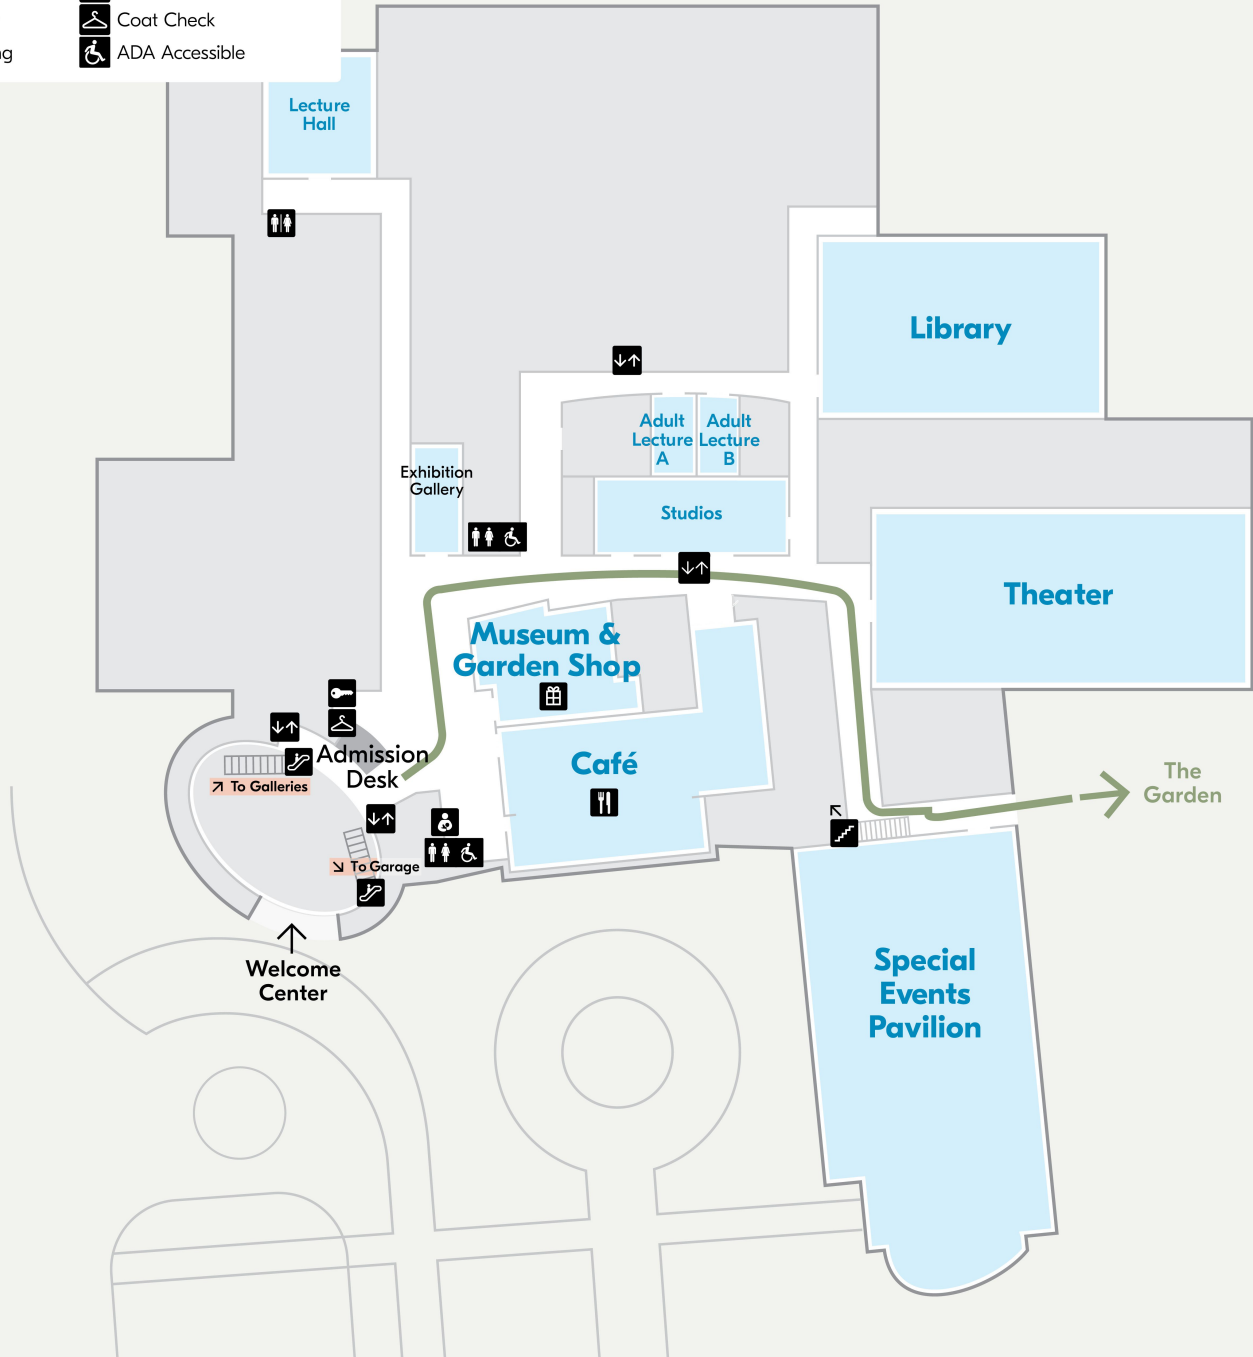 Coat Check
ADA Accessible
Lecture
Hall
Library
Adult
Lecture
A
Adult
Lecture
B
Exhibition
Gallery
Studios
Theater
Museum &
Garden Shop
Café
Admission
Desk
To Galleries
The
Garden
To Garage
Welcome
Center
Special
Events
Pavilion